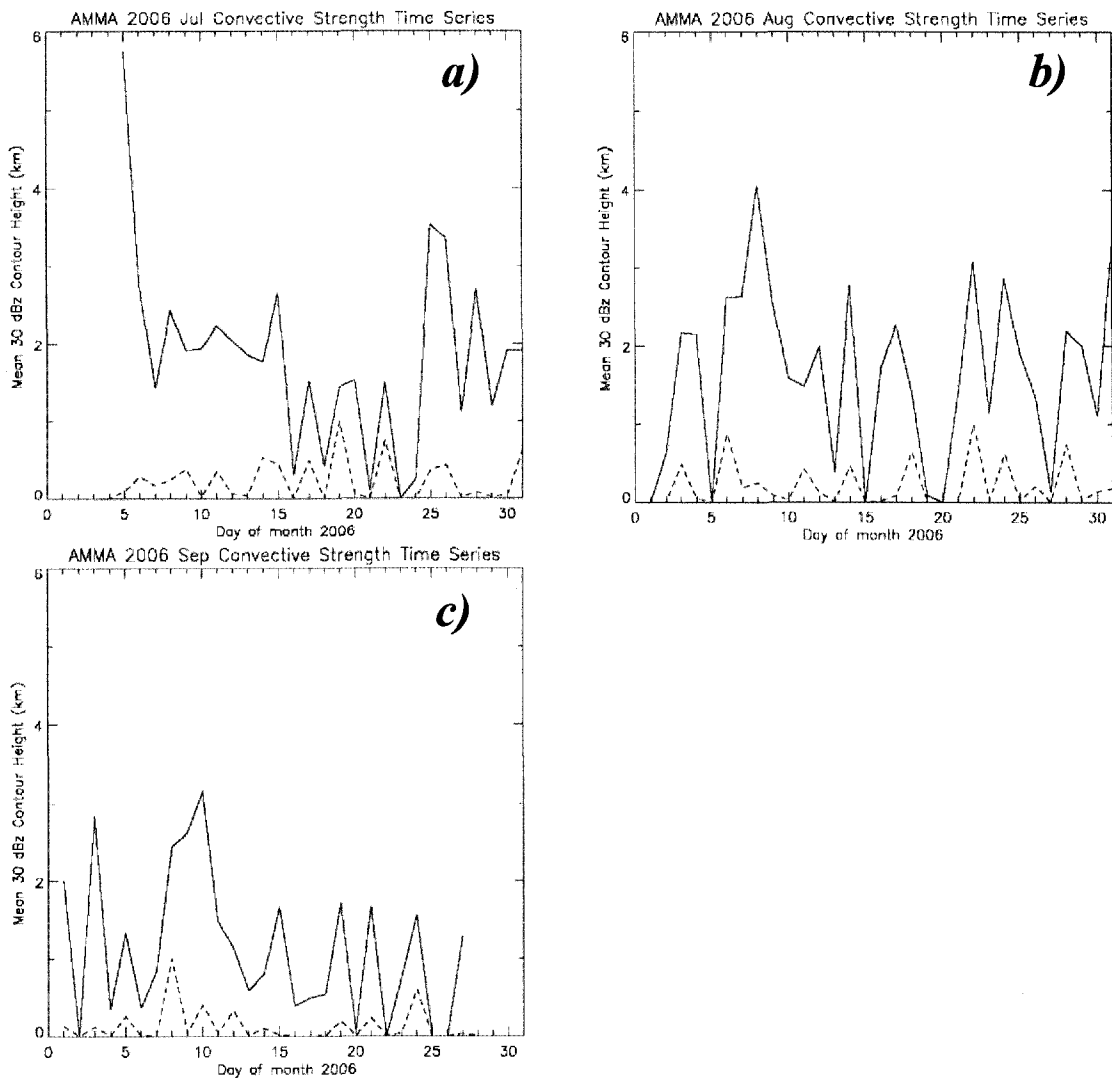 AMMA 2006 Jul Convective Strength Time Series
a)
Mean 30 dBz Contour Height (km)
6
4
2
0
0 5 10 15 20 25 30
Day of month 2006
AMMA 2006 Aug Convective Strength Time Series
b)
Mean 30 dBz Contour Height (km)
6
4
2
0
0 5 10 15 20 25 30
Day of month 2006
AMMA 2006 Sep Convective Strength Time Series
c)
Mean 30 dBz Contour Height (km)
6
4
2
0
0 5 10 15 20 25 30
Day of month 2006